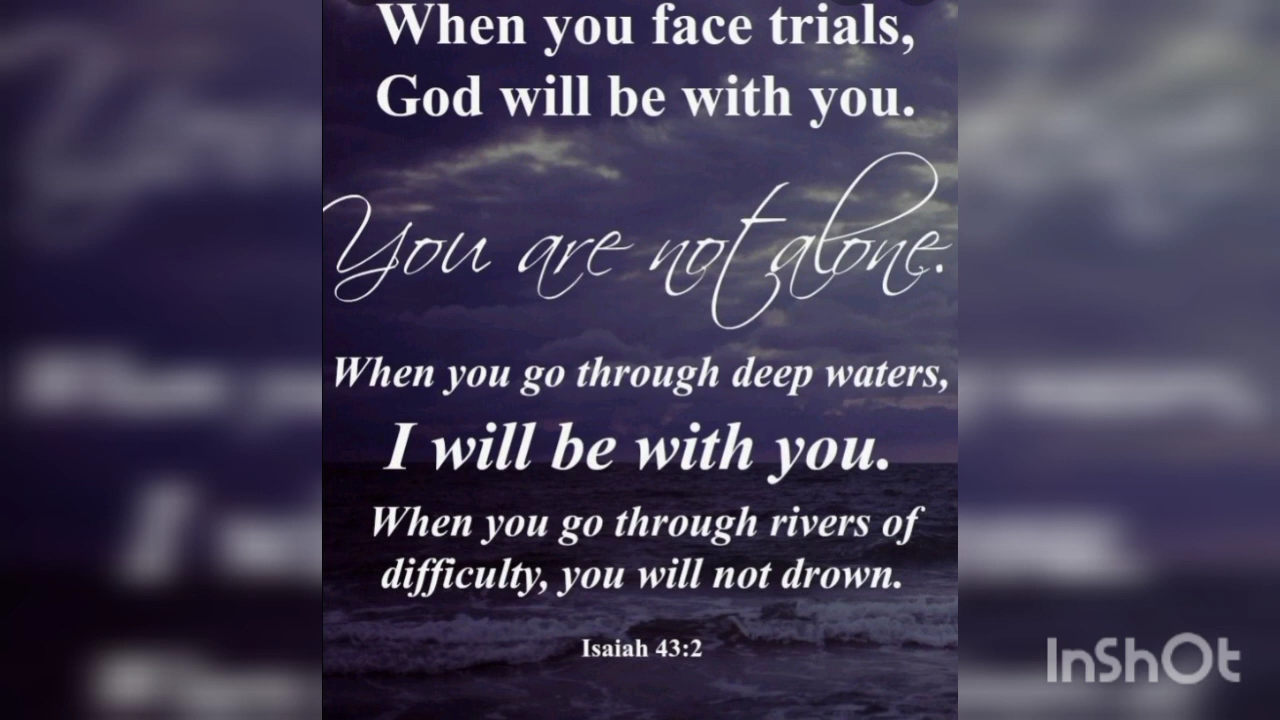 When you face trials,
God will be with you.
You are not alone.
When you go through deep waters,
I will be with you.
When you go through rivers of
difficulty, you will not drown.
Isaiah 43:2
InShOt